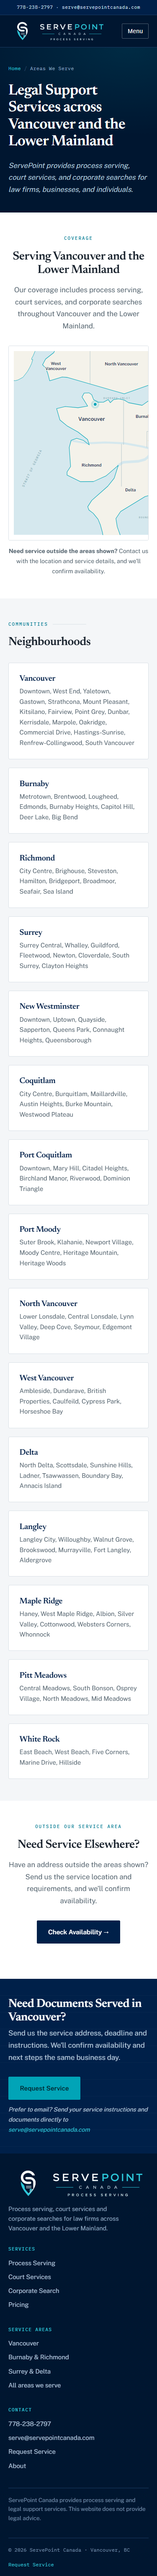 778-238-2797 · serve@servepointcanada.com
SERVEPOINT
CANADA
PROCESS SERVING
Menu
Home / Areas We Serve
Legal Support
Services across
Vancouver and the
Lower Mainland
ServePoint provides process serving,
court services, and corporate searches for
law firms, businesses, and individuals.
COVERAGE
Serving Vancouver and the
Lower Mainland
Our coverage includes process serving,
court services, and corporate searches
throughout Vancouver and the Lower
Mainland.
West
Vancouver
North Vancouver
Vancouver
Burna
Richmond
Delta
Need service outside the areas shown? Contact us
with the location and service details, and we'll
confirm availability.
COMMUNITIES
Neighbourhoods
Vancouver
Downtown, West End, Yaletown,
Gastown, Strathcona, Mount Pleasant,
Kitsilano, Fairview, Point Grey, Dunbar,
Kerrisdale, Marpole, Oakridge,
Commercial Drive, Hastings-Sunrise,
Renfrew-Collingwood, South Vancouver
Burnaby
Metrotown, Brentwood, Lougheed,
Edmonds, Burnaby Heights, Capitol Hill,
Deer Lake, Big Bend
Richmond
City Centre, Brighouse, Steveston,
Hamilton, Bridgeport, Broadmoor,
Seafair, Sea Island
Surrey
Surrey Central, Whalley, Guildford,
Fleetwood, Newton, Cloverdale, South
Surrey, Clayton Heights
New Westminster
Downtown, Uptown, Quayside,
Sapperton, Queens Park, Connaught
Heights, Queensborough
Coquitlam
City Centre, Burquitlam, Maillardville,
Austin Heights, Burke Mountain,
Westwood Plateau
Port Coquitlam
Downtown, Mary Hill, Citadel Heights,
Birchland Manor, Riverwood, Dominion
Triangle
Port Moody
Suter Brook, Klahanie, Newport Village,
Moody Centre, Heritage Mountain,
Heritage Woods
North Vancouver
Lower Lonsdale, Central Lonsdale, Lynn
Valley, Deep Cove, Seymour, Edgemont
Village
West Vancouver
Ambleside, Dundarave, British
Properties, Caulfeild, Cypress Park,
Horseshoe Bay
Delta
North Delta, Scottsdale, Sunshine Hills,
Ladner, Tsawwassen, Boundary Bay,
Annacis Island
Langley
Langley City, Willoughby, Walnut Grove,
Brookswood, Murrayville, Fort Langley,
Aldergrove
Maple Ridge
Haney, West Maple Ridge, Albion, Silver
Valley, Cottonwood, Websters Corners,
Whonnock
Pitt Meadows
Central Meadows, South Bonson, Osprey
Village, North Meadows, Mid Meadows
White Rock
East Beach, West Beach, Five Corners,
Marine Drive, Hillside
OUTSIDE OUR SERVICE AREA
Need Service Elsewhere?
Have an address outside the areas shown?
Send us the service location and
requirements, and we'll confirm
availability.
Check Availability →
Need Documents Served in
Vancouver?
Send us the service address, deadline and
instructions. We'll confirm availability and
next steps the same business day.
Request Service
Prefer to email? Send your service instructions and
documents directly to
serve@servepointcanada.com
SERVEPOINT
CANADA
PROCESS SERVING
Process serving, court services and
corporate searches for law firms across
Vancouver and the Lower Mainland.
SERVICES
Process Serving
Court Services
Corporate Search
Pricing
SERVICE AREAS
Vancouver
Burnaby & Richmond
Surrey & Delta
All areas we serve
CONTACT
778-238-2797
serve@servepointcanada.com
Request Service
About
ServePoint Canada provides process serving and
legal support services. This website does not provide
legal advice.
© 2026 ServePoint Canada · Vancouver, BC
Request Service